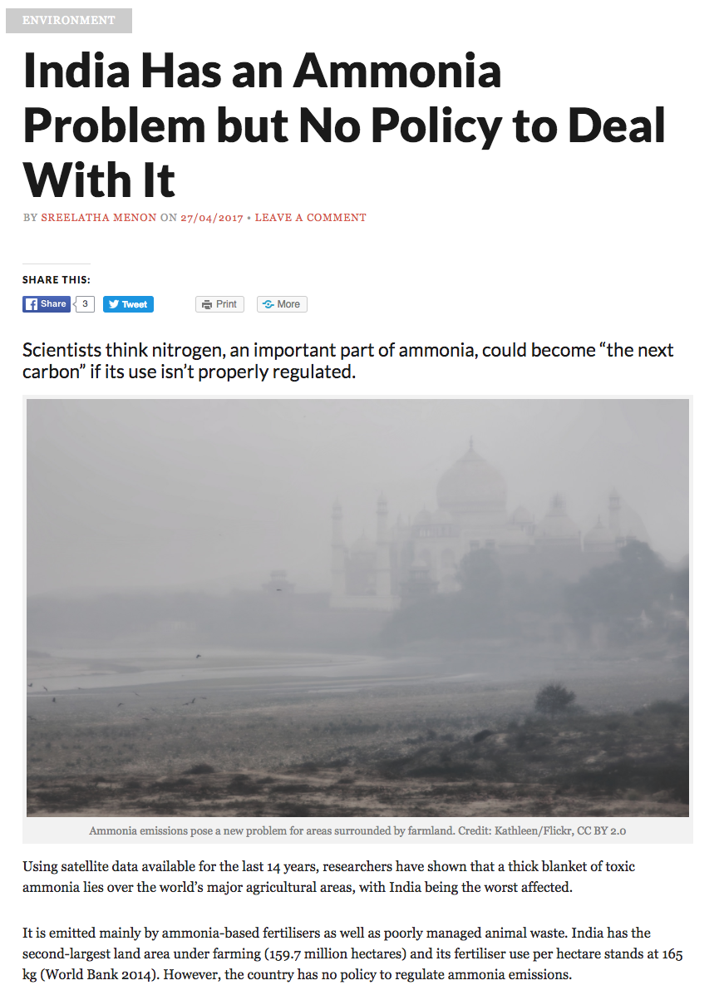 ENVIRONMENT
India Has an Ammonia
Problem but No Policy to Deal
With It
BY SREELATHA MENON ON 27/04/2017 • LEAVE A COMMENT
SHARE THIS:
Share 3 Tweet Print More
Scientists think nitrogen, an important part of ammonia, could become “the next
carbon” if its use isn’t properly regulated.
Ammonia emissions pose a new problem for areas surrounded by farmland. Credit: Kathleen/Flickr, CC BY 2.0
Using satellite data available for the last 14 years, researchers have shown that a thick blanket of toxic
ammonia lies over the world’s major agricultural areas, with India being the worst affected.
It is emitted mainly by ammonia-based fertilisers as well as poorly managed animal waste. India has the
second-largest land area under farming (159.7 million hectares) and its fertiliser use per hectare stands at 165
kg (World Bank 2014). However, the country has no policy to regulate ammonia emissions.